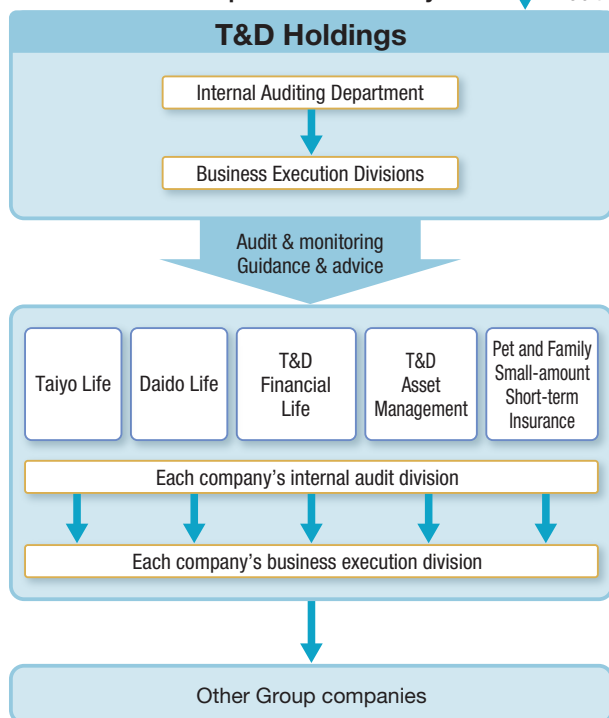 T&D Holdings
Internal Auditing Department
Business Execution Divisions
Audit & monitoring
Guidance & advice
Taiyo Life
Daido Life
T&D
Financial
Life
T&D
Asset
Management
Pet and Family
Small-amount
Short-term
Insurance
Each company's internal audit division
Each company's business execution division
Other Group companies